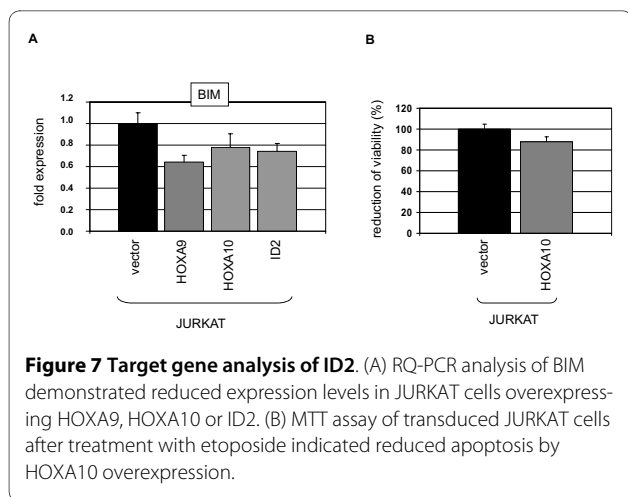 A
BIM
fold expression
1.2
1.0
0.8
0.6
0.4
0.2
0.0
vector
HOXA9
HOXA10
ID2
JURKAT
B
reduction of viability (%)
120
100
80
60
40
20
0
vector
HOXA10
JURKAT
Figure 7 Target gene analysis of ID2. (A) RQ-PCR analysis of BIM
demonstrated reduced expression levels in JURKAT cells overexpress-
ing HOXA9, HOXA10 or ID2. (B) MTT assay of transduced JURKAT cells
after treatment with etoposide indicated reduced apoptosis by
HOXA10 overexpression.